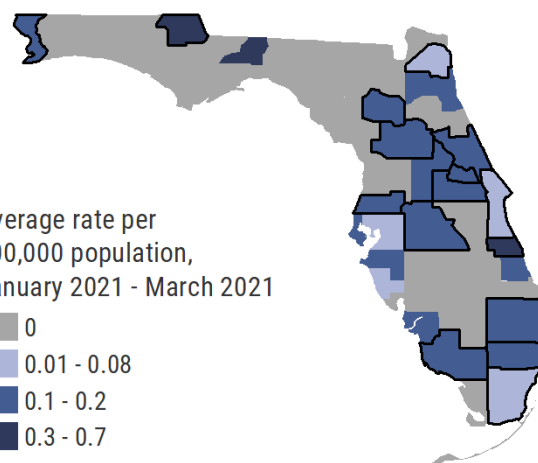 verage rate per
00,000 population,
anuary 2021 - March 2021
0
0.01 - 0.08
0.1 - 0.2
0.3 - 0.7